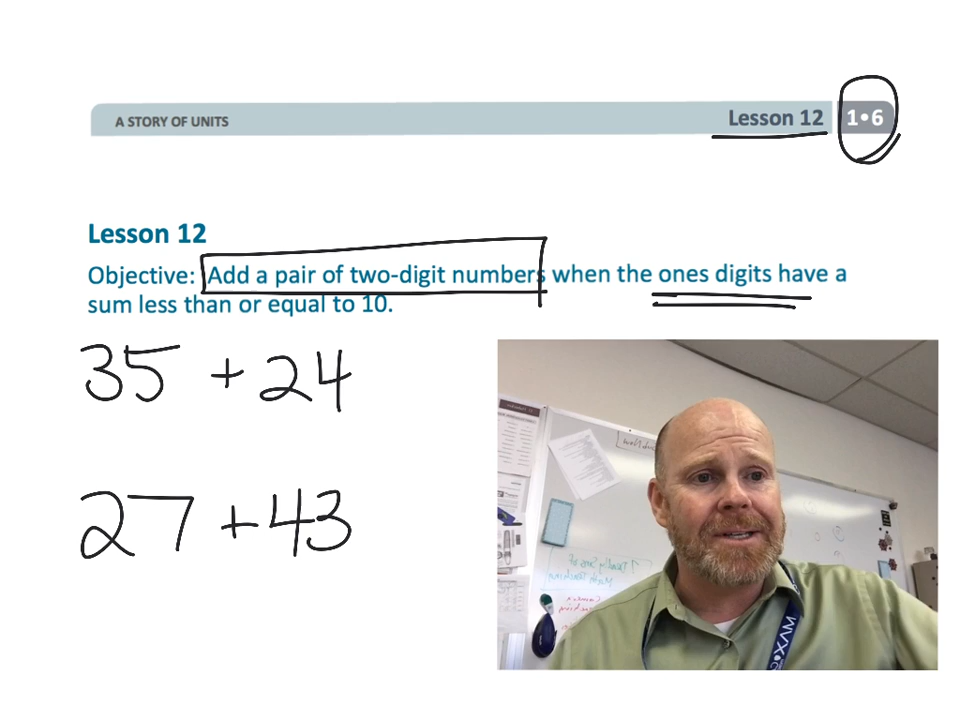 A STORY OF UNITS
Lesson 12 1•6
Lesson 12
Objective: Add a pair of two-digit numbers when the ones digits have a
sum less than or equal to 10.
35 + 24
27 + 43